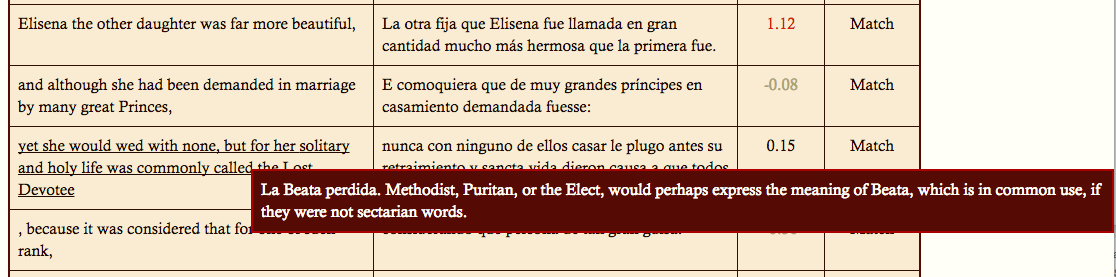 Elisena the other daughter was far more beautiful,
La otra fija que Elisena fue llamada en gran
cantidad mucho más hermosa que la primera fue.
1.12
Match
and although she had been demanded in marriage
by many great Princes,
E comoquiera que de muy grandes príncipes en
casamiento demandada fuesse:
-0.08
Match
yet she would wed with none, but for her solitary
and holy life was commonly called the Lost
Devotee
nunca con ninguno de ellos casar le plugo antes su
retraimiento y sancta vida dieron causa a que todos
0.15
Match
La Beata perdida. Methodist, Puritan, or the Elect, would perhaps express the meaning of Beata, which is in common use, if
they were not sectarian words.
, because it was considered that for
rank,